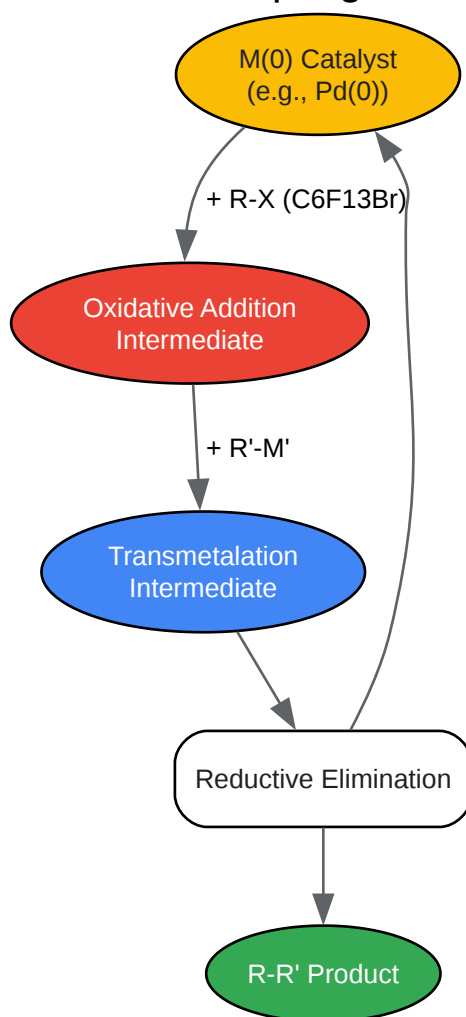 M(0) Catalyst
(e.g., Pd(0))
+ R-X (C6F13Br)
Oxidative Addition
Intermediate
+ R'-M'
Transmetalation
Intermediate
Reductive Elimination
R-R' Product